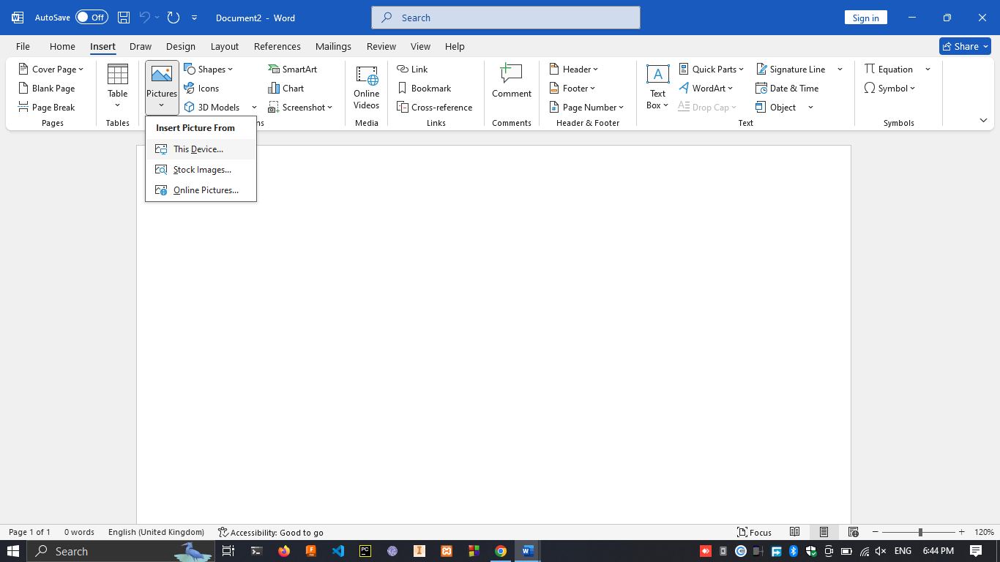 AutoSave Off Document2 - Word Search Sign in
File Home Insert Draw Design Layout References Mailings Review View Help Share
Cover Page
Blank Page
Page Break
Pages
Table
Tables
Pictures
Shapes
Icons
3D Models
SmartArt
Chart
Screenshot
ns
Online
Videos
Media
Link
Bookmark
Cross-reference
Links
Comment
Comments
Header
Footer
Page Number
Header & Footer
Text
Box
Quick Parts
WordArt
Drop Cap
Signature Line
Date & Time
Object
Text
Equation
Symbol
Symbols
Insert Picture From
This Device...
Stock Images...
Online Pictures...
Page 1 of 1 0 words English (United Kingdom) Accessibility: Good to go Focus 120%
Search ENG 6:44 PM